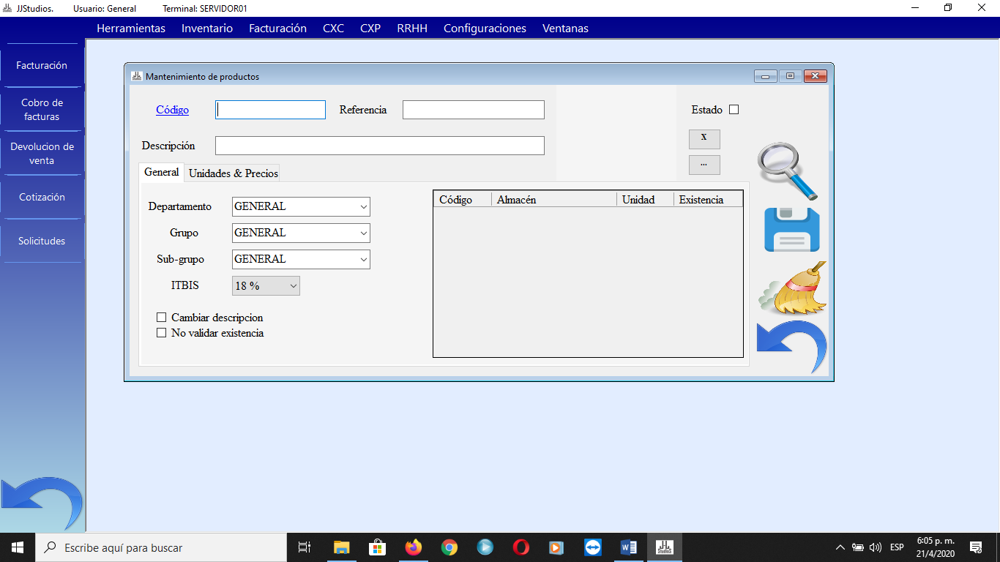 JJStudios. Usuario: General Terminal: SERVIDOR01
Herramientas Inventario Facturación CXC CXP RRHH Configuraciones Ventanas
Facturación
Cobro de
facturas
Devolucion de
venta
Cotización
Solicitudes
Mantenimiento de productos
Código Referencia Estado
X
Descripción
...
General Unidades & Precios
Departamento GENERAL
Grupo GENERAL
Sub-grupo GENERAL
ITBIS 18 %
Cambiar descripcion
No validar existencia
Código Almacén Unidad Existencia
Escribe aquí para buscar
ESP
6:05 p. m.
21/4/2020